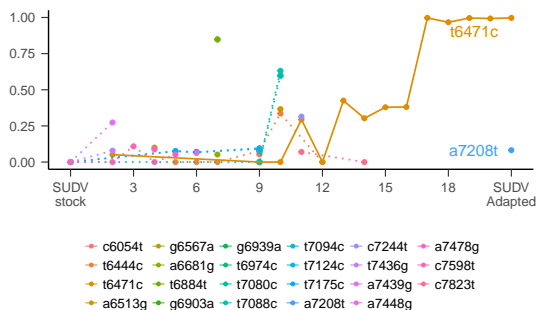 1.00
t6471c
0.75
0.50
0.25
a7208t
0.00
SUDV stock 3 6 9 12 15 18 SUDV Adapted
c6054t g6567a g6939a t7094c c7244t a7478g
t6444c a6681g t6974c t7124c t7436g c7598t
t6471c t6884t t7080c t7175c a7439g c7823t
a6513g g6903a t7088c a7208t a7448g